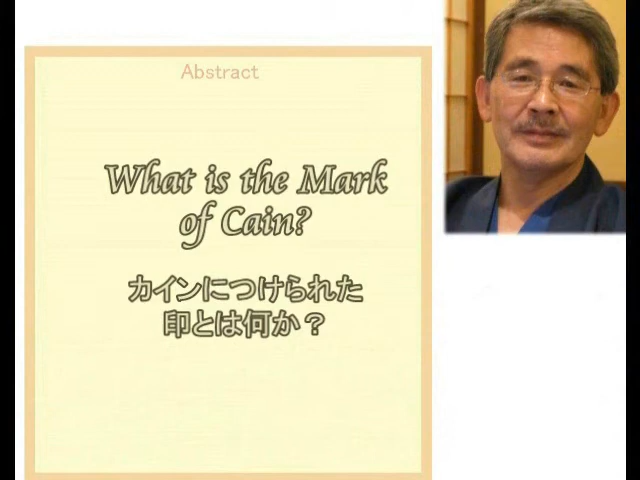 Abstract
What is the Mark
of Cain?
カインにつけられた
印とは何か？